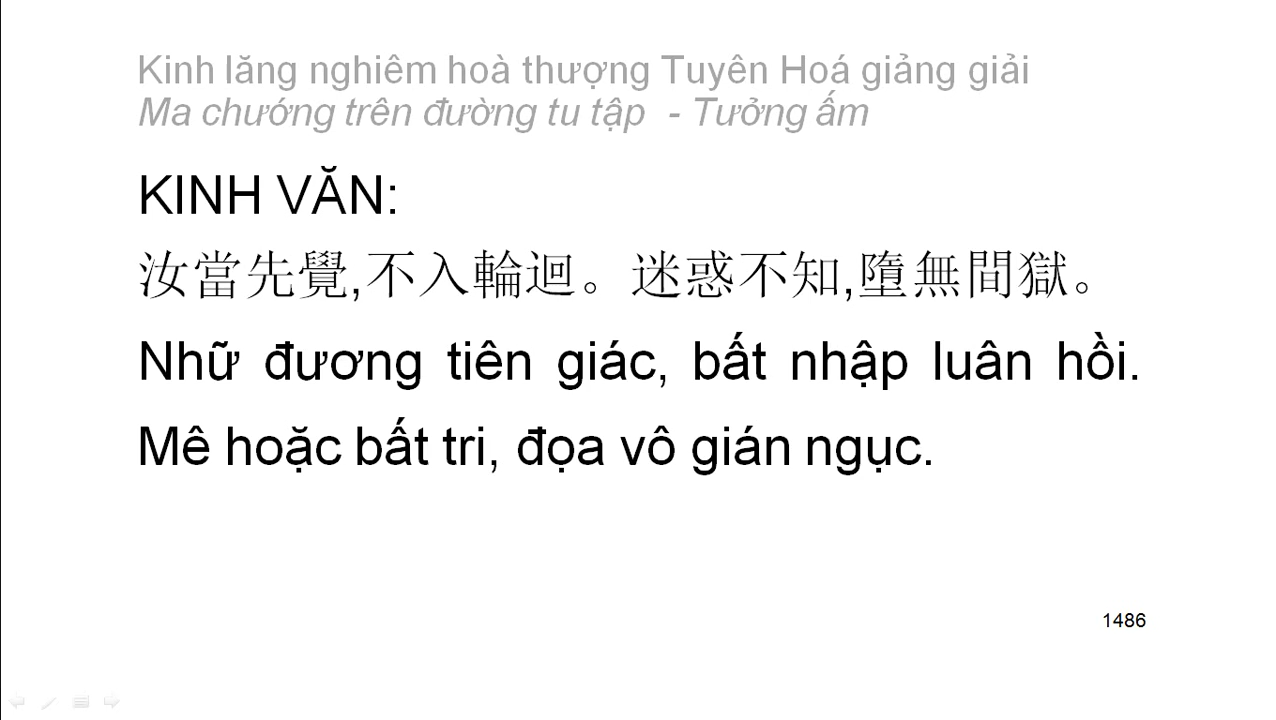 Kinh lăng nghiêm hoà thượng Tuyên Hoá giảng giải
Ma chướng trên đường tu tập - Tưởng ấm
KINH VĂN:
汝當先覺,不入輪迴。迷惑不知,墮無間獄。
Nhữ đương tiên giác, bất nhập luân hồi.
Mê hoặc bất tri, đọa vô gián ngục.
1486